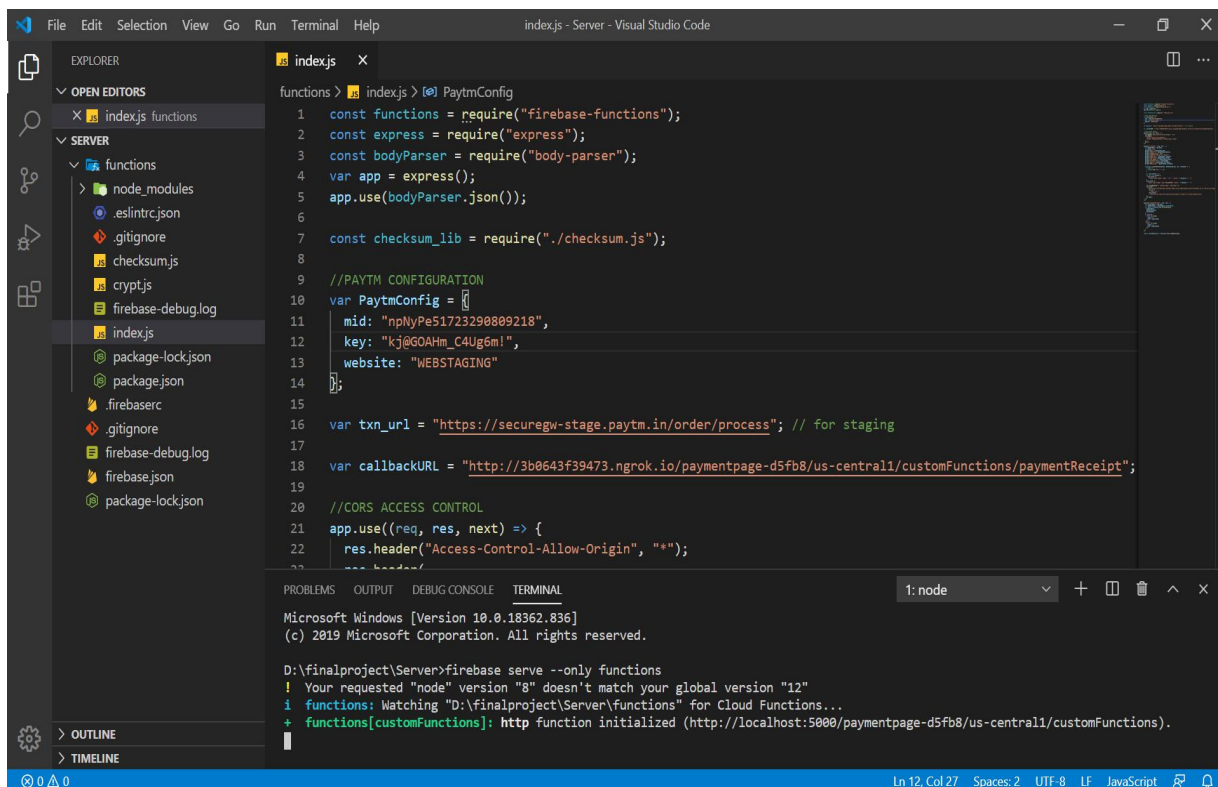 File Edit Selection View Go Run Terminal Help
index.js - Server - Visual Studio Code
EXPLORER
OPEN EDITORS
index.js functions
SERVER
functions
node_modules
.eslintrc.json
.gitignore
checksum.js
crypt.js
firebase-debug.log
index.js
package-lock.json
package.json
.firebaserc
.gitignore
firebase-debug.log
firebase.json
package-lock.json
OUTLINE
TIMELINE
JS index.js
functions > JS index.js > PaytmConfig
1 const functions = require("firebase-functions");
2 const express = require("express");
3 const bodyParser = require("body-parser");
4 var app = express();
5 app.use(bodyParser.json());
6
7 const checksum_lib = require("./checksum.js");
8
9 //PAYTM CONFIGURATION
10 var PaytmConfig = {
11 mid: "npNyPe51723290809218",
12 key: "kj@GOAHm_C4Ug6m!",
13 website: "WEBSTAGING"
14 };
15
16 var txn_url = "https://securegw-stage.paytm.in/order/process"; // for staging
17
18 var callbackURL = "http://3b0643f39473.ngrok.io/paymentpage-d5fb8/us-central1/customFunctions/paymentReceipt";
19
20 //CORS ACCESS CONTROL
21 app.use((req, res, next) => {
22 res.header("Access-Control-Allow-Origin", "*");
PROBLEMS OUTPUT DEBUG CONSOLE TERMINAL
1: node
Microsoft Windows [Version 10.0.18362.836]
(c) 2019 Microsoft Corporation. All rights reserved.
D:\finalproject\Server>firebase serve --only functions
! Your requested "node" version "8" doesn't match your global version "12"
i functions: Watching "D:\finalproject\Server\functions" for Cloud Functions...
+ functions[customFunctions]: http function initialized (http://localhost:5000/paymentpage-d5fb8/us-central1/customFunctions).
0 0
Ln 12, Col 27 Spaces: 2 UTF-8 LF JavaScript